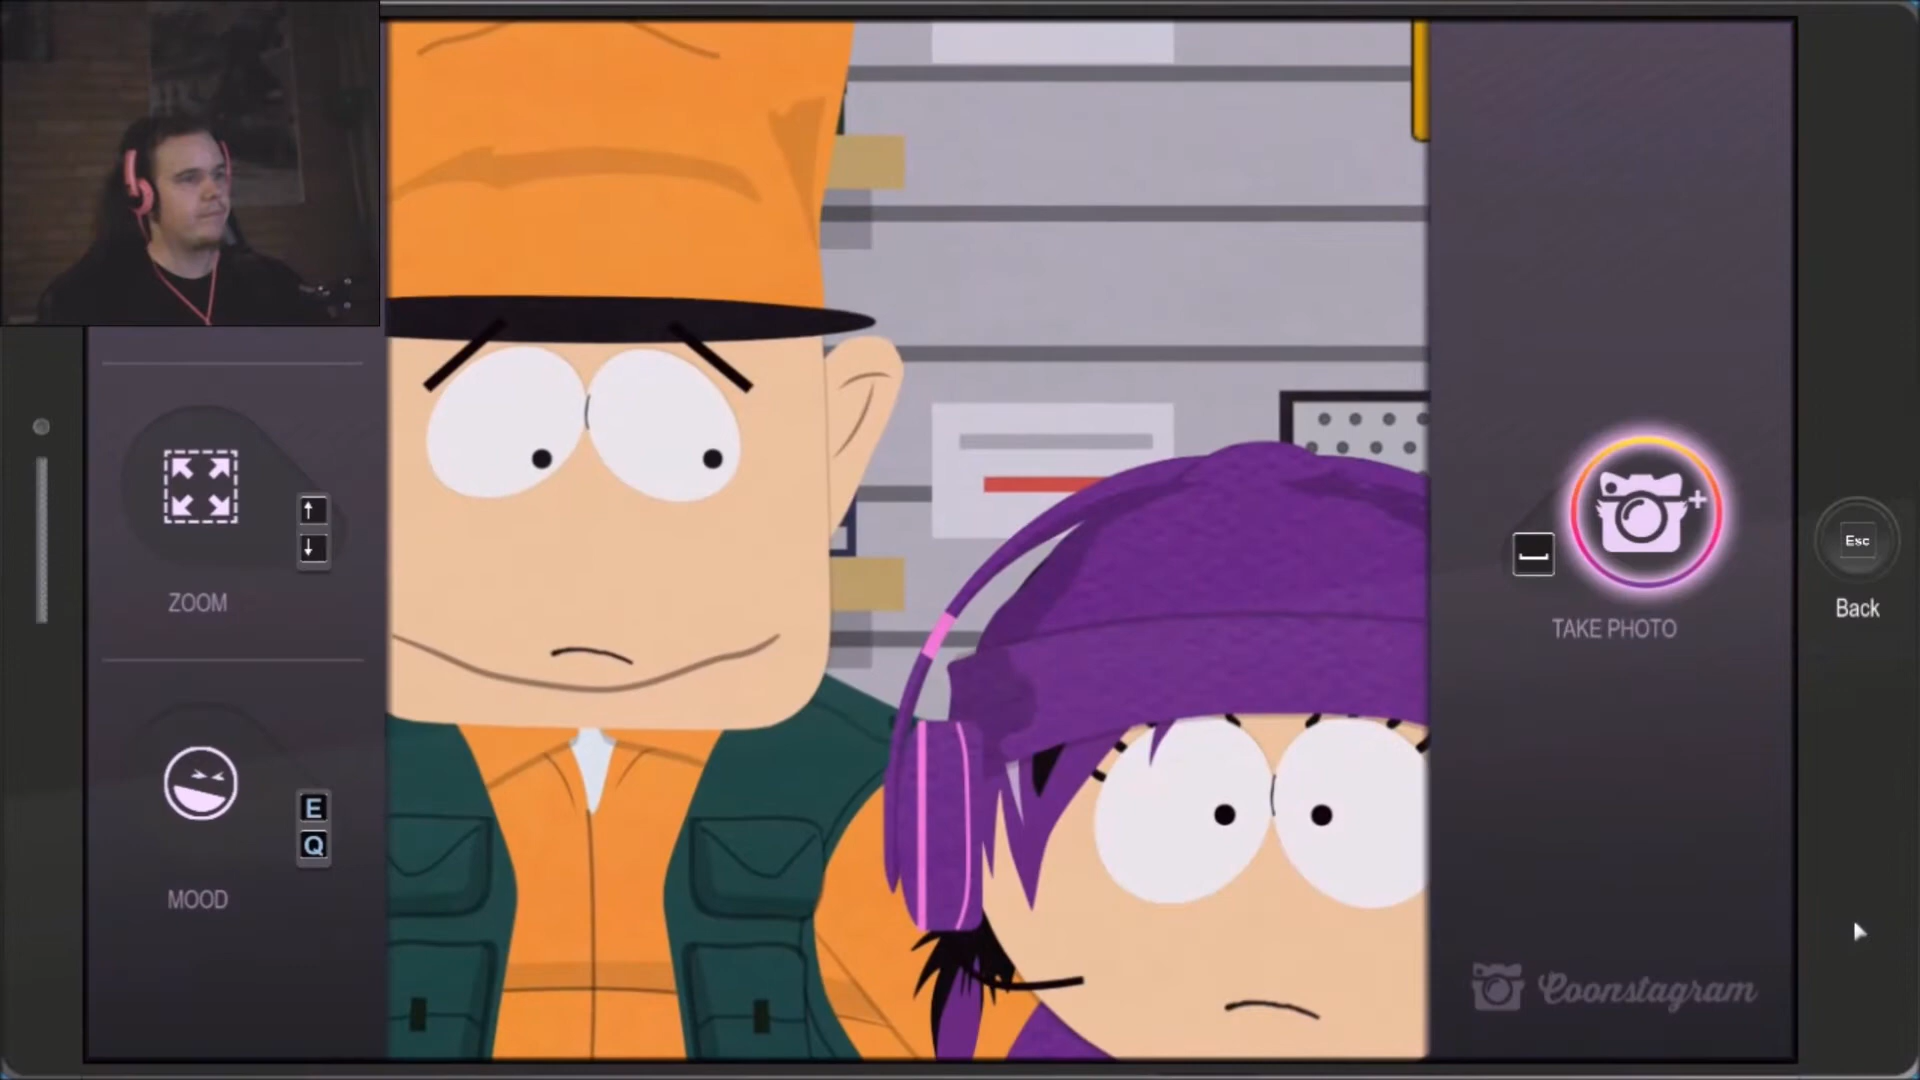 ZOOM
↑
↓
MOOD
E
Q
TAKE PHOTO
Esc
Back
Coonstagram